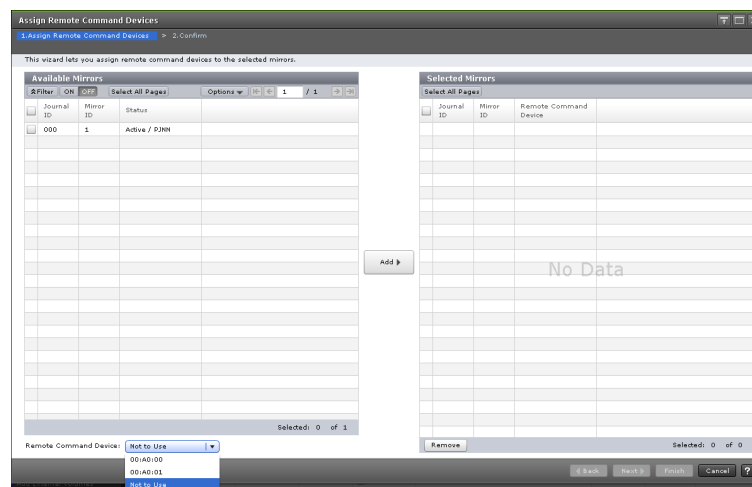 Assign Remote Command Devices
1.Assign Remote Command Devices > 2.Confirm
This wizard lets you assign remote command devices to the selected mirrors.
Available Mirrors
Filter ON OFF Select All Pages Options 1 / 1
Journal ID Mirror ID Status
000 1 Active / PJNN
Selected: 0 of 1
Remote Command Device: Not to Use
00:A0:00
00:A0:01
Not to Use
Add
Selected Mirrors
Select All Pages
Journal ID Mirror ID Remote Command Device
No Data
Remove Selected: 0 of 0
Back Next Finish Cancel ?